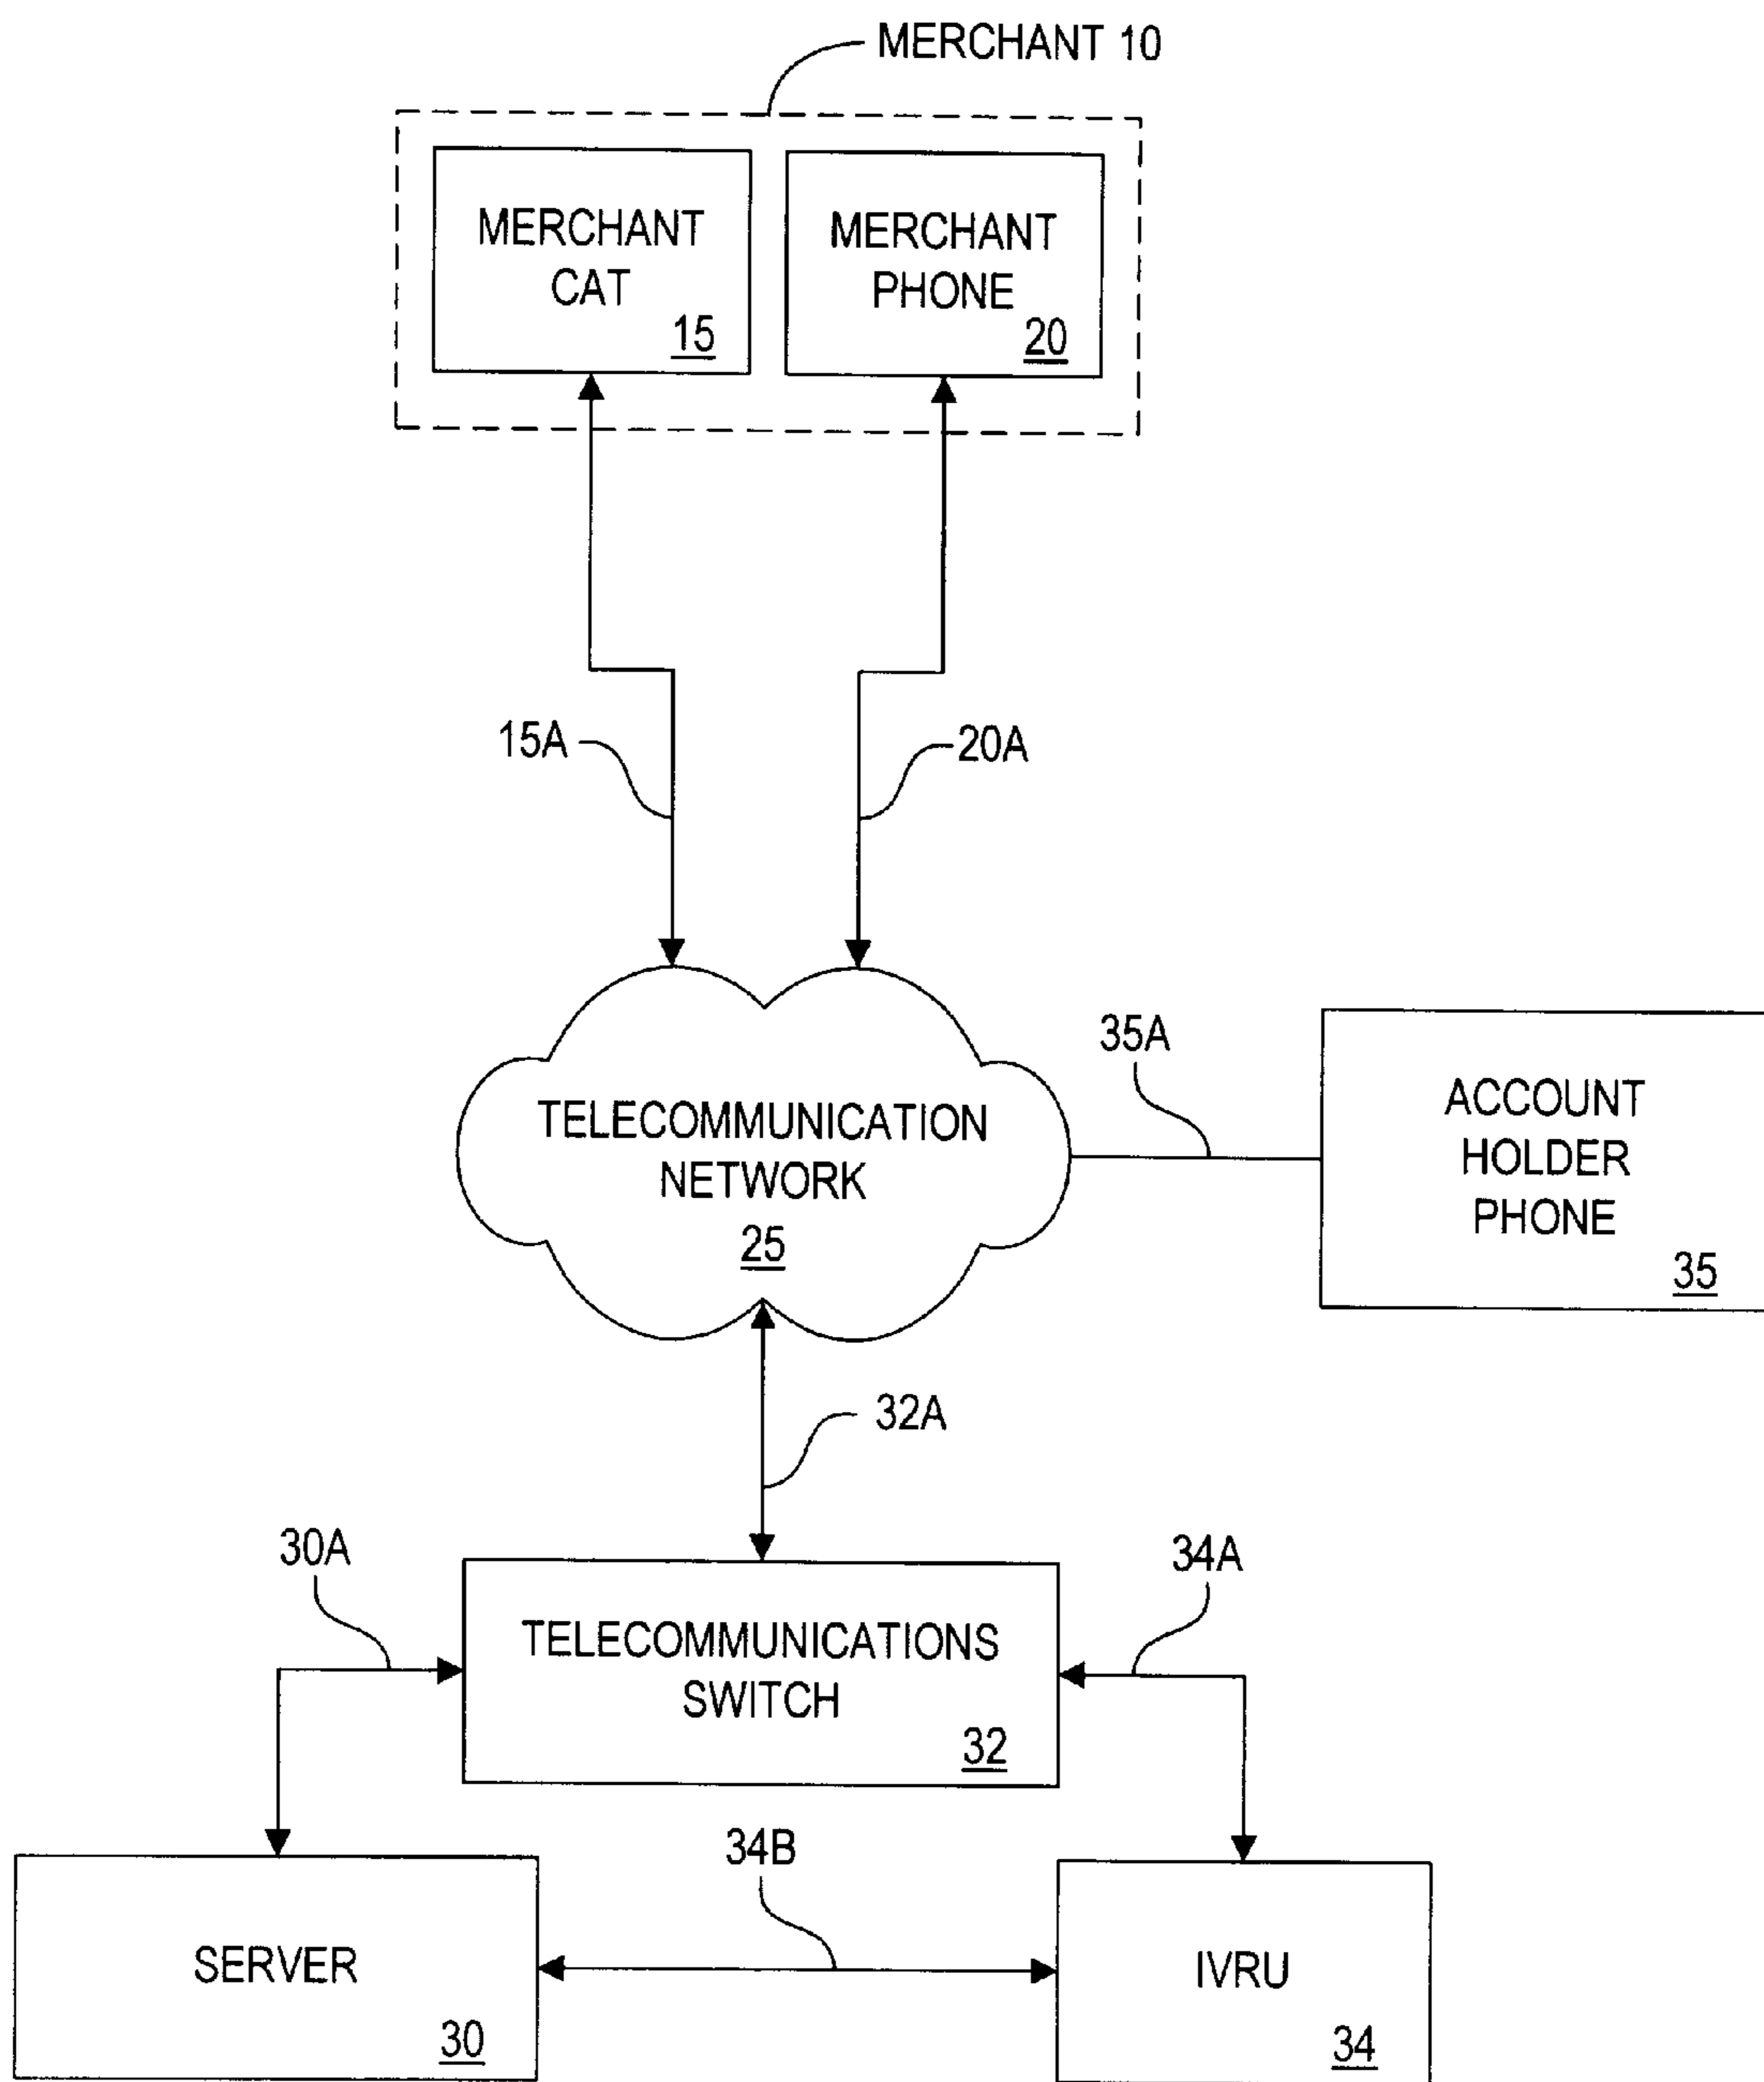 MERCHANT 10
MERCHANT
CAT
15
MERCHANT
PHONE
20
15A
20A
TELECOMMUNICATION
NETWORK
25
35A
ACCOUNT
HOLDER
PHONE
35
32A
30A
34A
TELECOMMUNICATIONS
SWITCH
32
34B
SERVER
30
IVRU
34